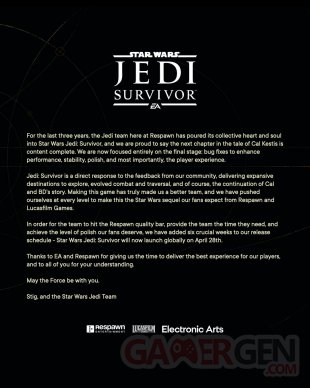 STAR WARS
JEDI
SURVIVOR
EA
For the last three years, the Jedi team here at Respawn has poured its collective heart and soul
into Star Wars Jedi: Survivor, and we are proud to say the next chapter in the tale of Cal Kestis is
content complete. We are now focused entirely on the final stage: bug fixes to enhance
performance, stability, polish, and most importantly, the player experience.
Jedi: Survivor is a direct response to the feedback from our community, delivering expansive
destinations to explore, evolved combat and traversal, and of course, the continuation of Cal
and BD's story. Making this game has truly made us a better team, and we have pushed
ourselves at every level to make this the Star Wars sequel our fans expect from Respawn and
Lucasfilm Games.
In order for the team to hit the Respawn quality bar, provide the team the time they need, and
achieve the level of polish our fans deserve, we have added six crucial weeks to our release
schedule - Star Wars Jedi: Survivor will now launch globally on April 28th.
Thanks to EA and Respawn for giving us the time to deliver the best experience for our players,
and to all of you for your understanding.
May the Force be with you.
Stig, and the Star Wars Jedi Team
Respawn ENTERTAINMENT LUCASFILM GAMES Electronic Arts
GAMERGEN.COM